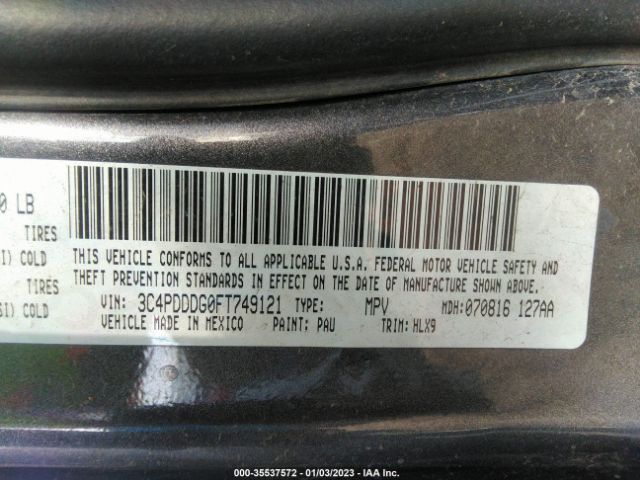 0 LB
TIRES
I) COLD
TIRES
SI) COLD
THIS VEHICLE CONFORMS TO ALL APPLICABLE U.S.A. FEDERAL MOTOR VEHICLE SAFETY AND
THEFT PREVENTION STANDARDS IN EFFECT ON THE DATE OF MANUFACTURE SHOWN ABOVE.
VIN: 3C4PDDDG0FT749121 TYPE: MPV MDH: 070816 127AA
VEHICLE MADE IN MEXICO PAINT: PAU TRIM: HLX9
000-35537572 - 01/03/2023 - IAA Inc.